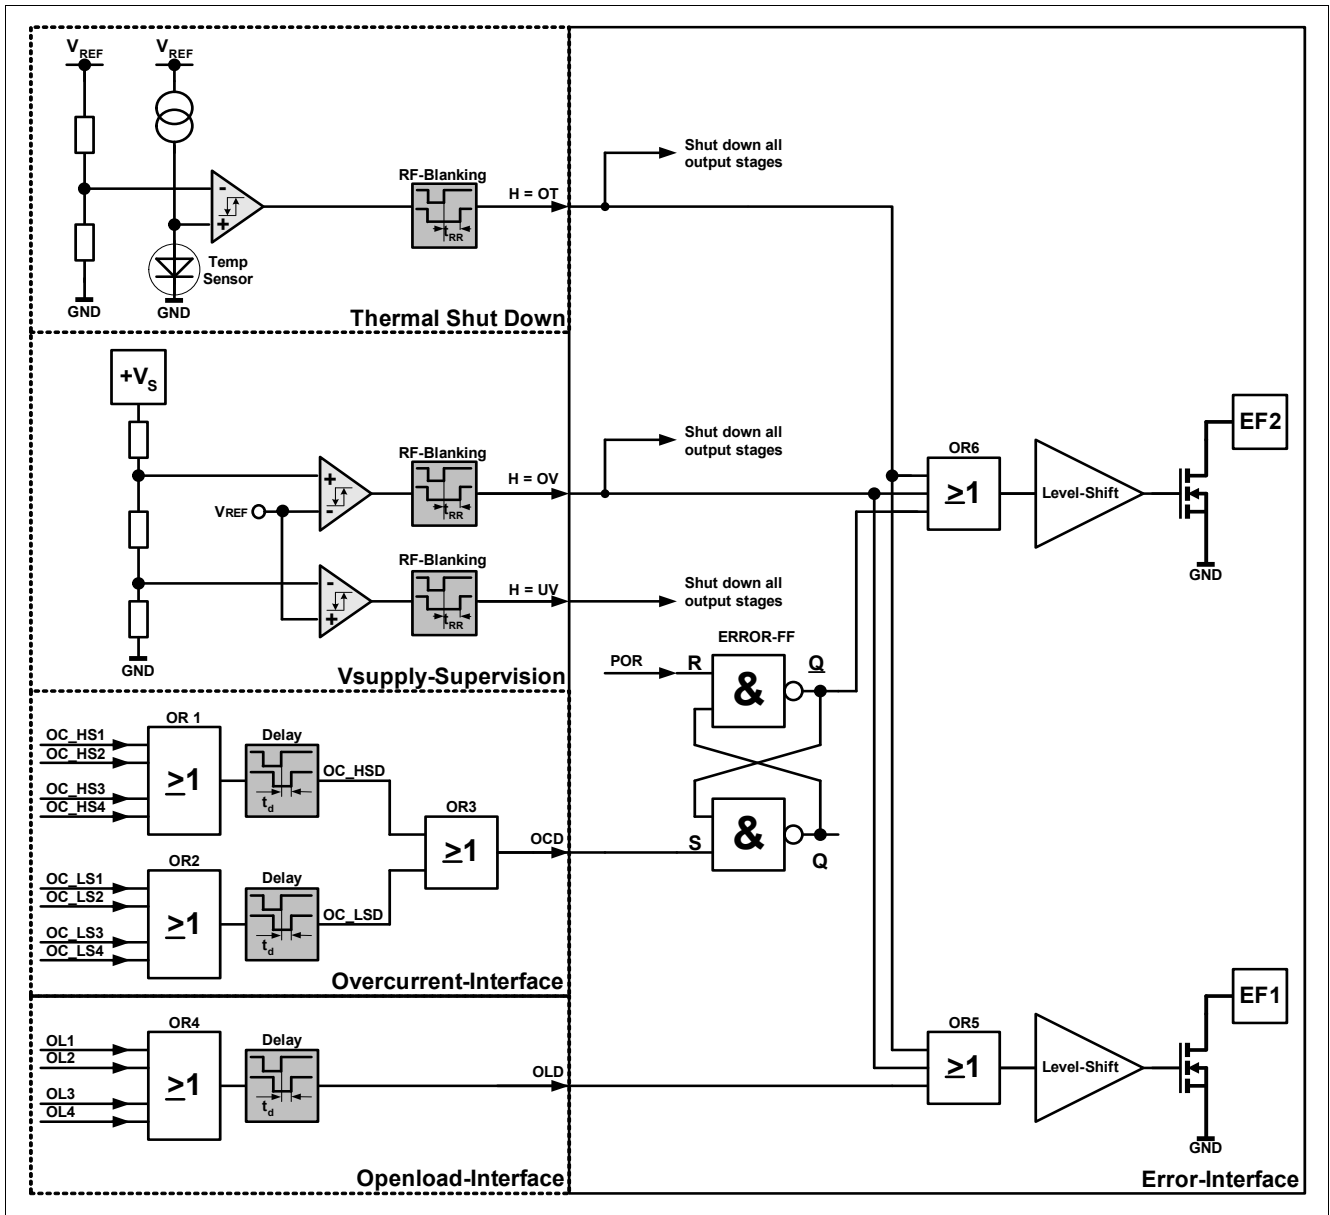 VREF
VREF
-
+
Temp
Sensor
GND
GND
RF-Blanking
tRR
H = OT
Shut down all
output stages
Thermal Shut Down
+VS
VREF
+
-
RF-Blanking
tRR
H = OV
Shut down all
output stages
-
+
RF-Blanking
tRR
H = UV
Shut down all
output stages
GND
Vsupply-Supervision
OR6
≥1
Level-Shift
EF2
GND
ERROR-FF
POR
R
&
Q
S
&
Q
OR 1
OC_HS1
OC_HS2
OC_HS3
OC_HS4
≥1
Delay
td
OC_HSD
OR3
≥1
OCD
OR2
OC_LS1
OC_LS2
OC_LS3
OC_LS4
≥1
Delay
td
OC_LSD
Overcurrent-Interface
OR4
OL1
OL2
OL3
OL4
≥1
Delay
td
OLD
Openload-Interface
OR5
≥1
Level-Shift
EF1
GND
Error-Interface